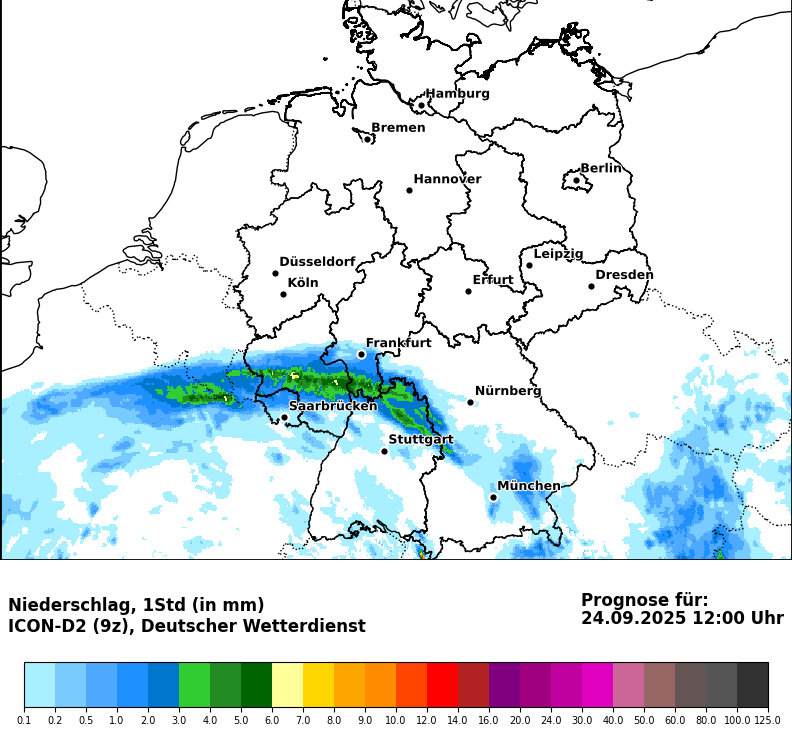 Hamburg
Bremen
Berlin
Hannover
Leipzig
Düsseldorf
Dresden
Erfurt
Köln
Frankfurt
Nürnberg
Saarbrücken
Stuttgart
München
Niederschlag, 1Std (in mm)
ICON-D2 (9z), Deutscher Wetterdienst
Prognose für:
24.09.2025 12:00 Uhr
0.1 0.2 0.5 1.0 2.0 3.0 4.0 5.0 6.0 7.0 8.0 9.0 10.0 12.0 14.0 16.0 20.0 24.0 30.0 40.0 50.0 60.0 80.0 100.0 125.0